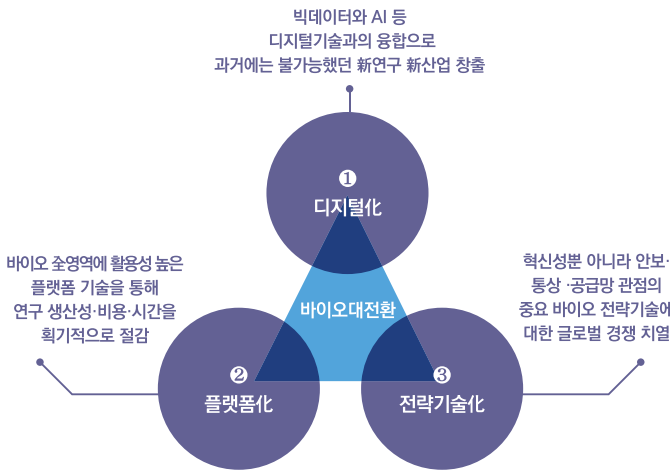 빅데이터와 AI 등
디지털기술과의 융합으로
과거에는 불가능했던 新연구 新산업 창출
❶
디지털化
바이오 全영역에 활용성 높은
플랫폼 기술을 통해
연구 생산성·비용·시간을
획기적으로 절감
혁신성뿐 아니라 안보·
통상 ·공급망 관점의
중요 바이오 전략기술에
대한 글로벌 경쟁 치열
바이오대전환
❷
플랫폼化
❸
전략기술化